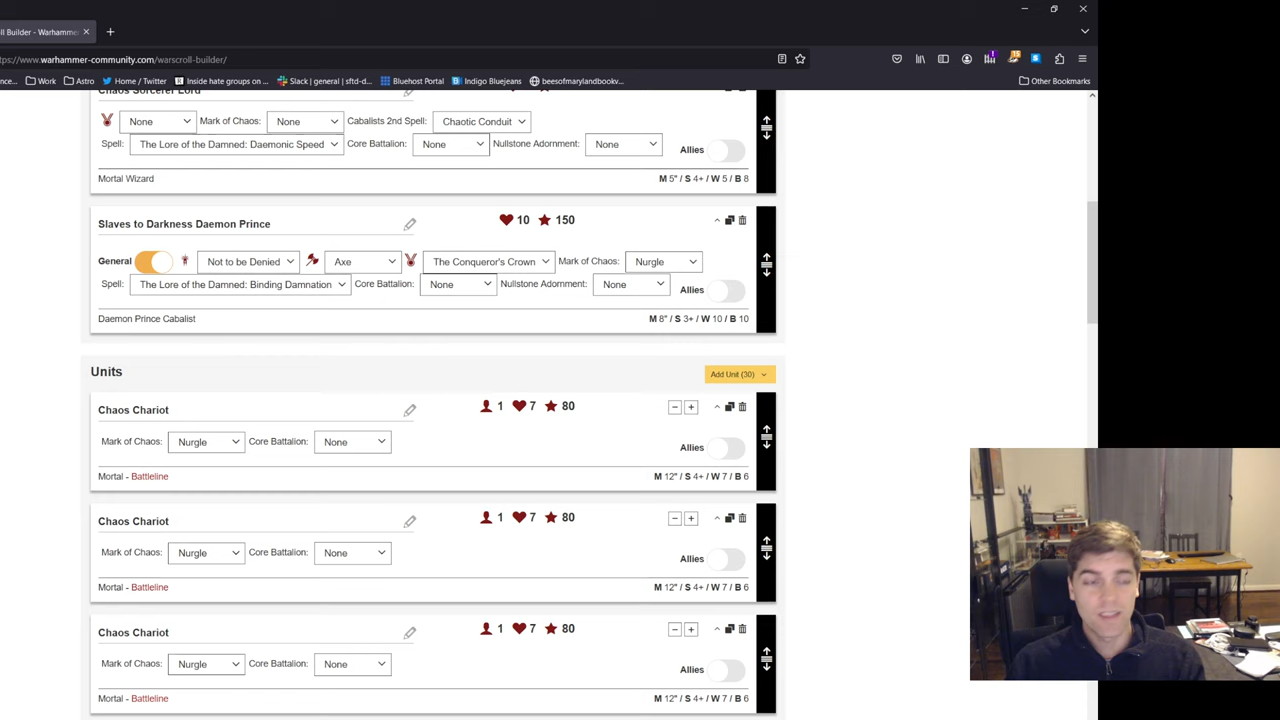 oll Builder - Warhamme
ttps://www.warhammer-community.com/warscroll-builder/
1
15
nce...
Work
Astro
Home / Twitter
Inside hate groups on ...
Slack | general | sftd-d...
Bluehost Portal
Indigo Bluejeans
beesofmarylandbookv...
Other Bookmarks
Chaos Sorcerer Lord
None Mark of Chaos: None Cabalists 2nd Spell: Chaotic Conduit
Spell: The Lore of the Damned: Daemonic Speed Core Battalion: None Nullstone Adornment: None Allies
Mortal Wizard M 5" / S 4+ / W 5 / B 8
Slaves to Darkness Daemon Prince 10 150
General Not to be Denied Axe The Conqueror's Crown Mark of Chaos: Nurgle
Spell: The Lore of the Damned: Binding Damnation Core Battalion: None Nullstone Adornment: None Allies
Daemon Prince Cabalist M 8" / S 3+ / W 10 / B 10
Units Add Unit (30)
Chaos Chariot 1 7 80
Mark of Chaos: Nurgle Core Battalion: None Allies
Mortal - Battleline M 12" / S 4+ / W 7 / B 6
Chaos Chariot 1 7 80
Mark of Chaos: Nurgle Core Battalion: None Allies
Mortal - Battleline M 12" / S 4+ / W 7 / B 6
Chaos Chariot 1 7 80
Mark of Chaos: Nurgle Core Battalion: None Allies
Mortal - Battleline M 12" / S 4+ / W 7 / B 6